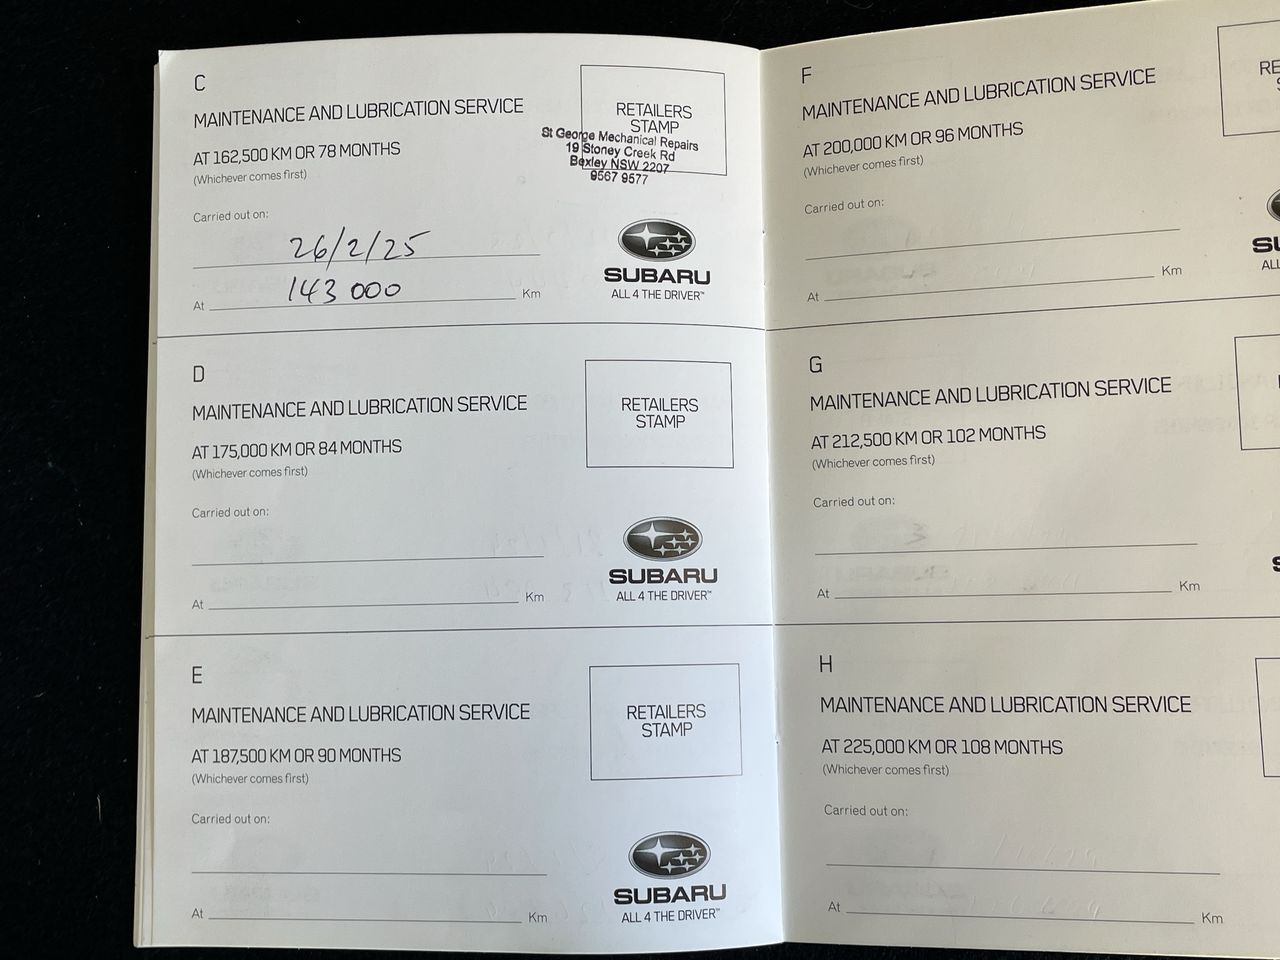 C
MAINTENANCE AND LUBRICATION SERVICE
AT 162,500 KM OR 78 MONTHS
(Whichever comes first)
RETAILERS
STAMP
St George Mechanical Repairs
19 Stoney Creek Rd
Bexley NSW 2207
9567 9577
Carried out on:
26/2/25
At 143 000 Km
SUBARU
ALL 4 THE DRIVER™
D
MAINTENANCE AND LUBRICATION SERVICE
AT 175,000 KM OR 84 MONTHS
(Whichever comes first)
RETAILERS
STAMP
Carried out on:
At Km
SUBARU
ALL 4 THE DRIVER™
E
MAINTENANCE AND LUBRICATION SERVICE
AT 187,500 KM OR 90 MONTHS
(Whichever comes first)
RETAILERS
STAMP
Carried out on:
At Km
SUBARU
ALL 4 THE DRIVER™
F
MAINTENANCE AND LUBRICATION SERVICE
AT 200,000 KM OR 96 MONTHS
(Whichever comes first)
RE
S
Carried out on:
At Km
SU
ALL
G
MAINTENANCE AND LUBRICATION SERVICE
AT 212,500 KM OR 102 MONTHS
(Whichever comes first)
Carried out on:
At Km
H
MAINTENANCE AND LUBRICATION SERVICE
AT 225,000 KM OR 108 MONTHS
(Whichever comes first)
Carried out on:
At Km